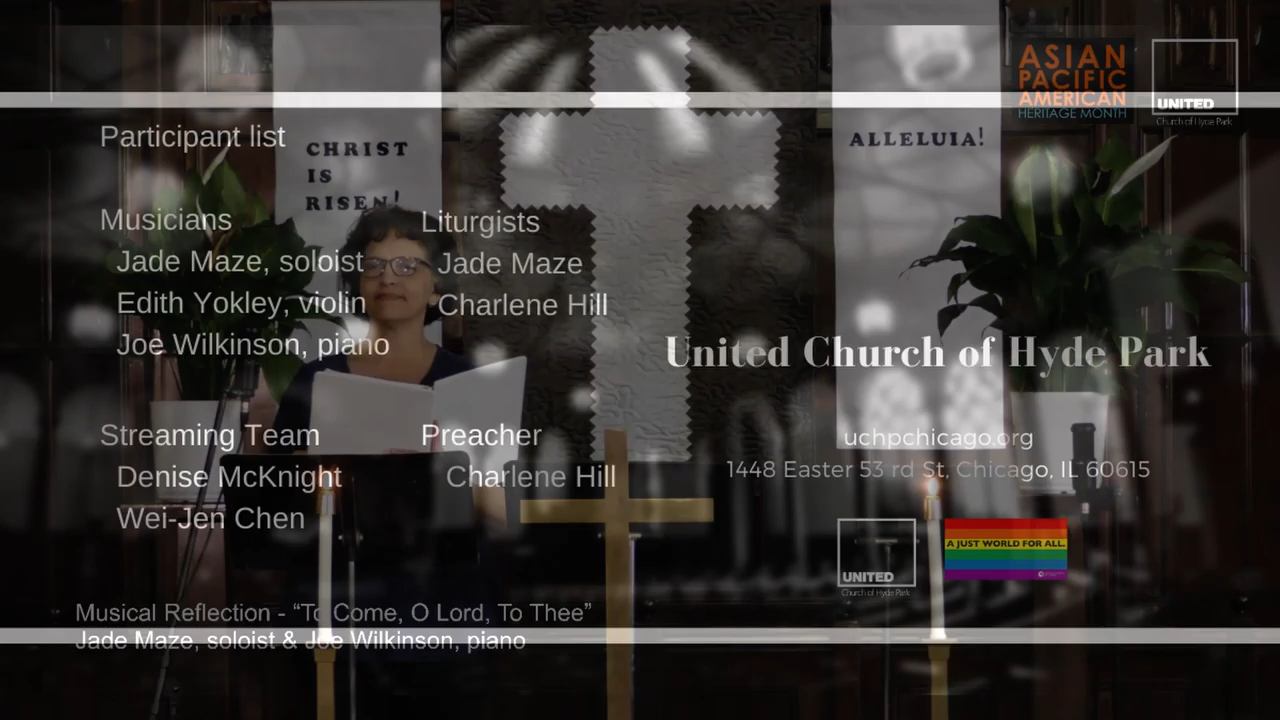 ASIAN
PACIFIC
AMERICAN
HERITAGE MONTH
UNITED
Church of Hyde Park
Participant list
CHRIST
IS
RISEN!
ALLELUIA!
Musicians
Jade Maze, soloist
Edith Yokley, violin
Joe Wilkinson, piano
Liturgists
Jade Maze
Charlene Hill
United Church of Hyde Park
uchpchicago.org
1448 Easter 53 rd St, Chicago, IL 60615
Streaming Team
Denise McKnight
Wei-Jen Chen
Preacher
Charlene Hill
UNITED
Church of Hyde Park
A JUST WORLD FOR ALL.
Musical Reflection - “To Come, O Lord, To Thee”
Jade Maze, soloist & Joe Wilkinson, piano